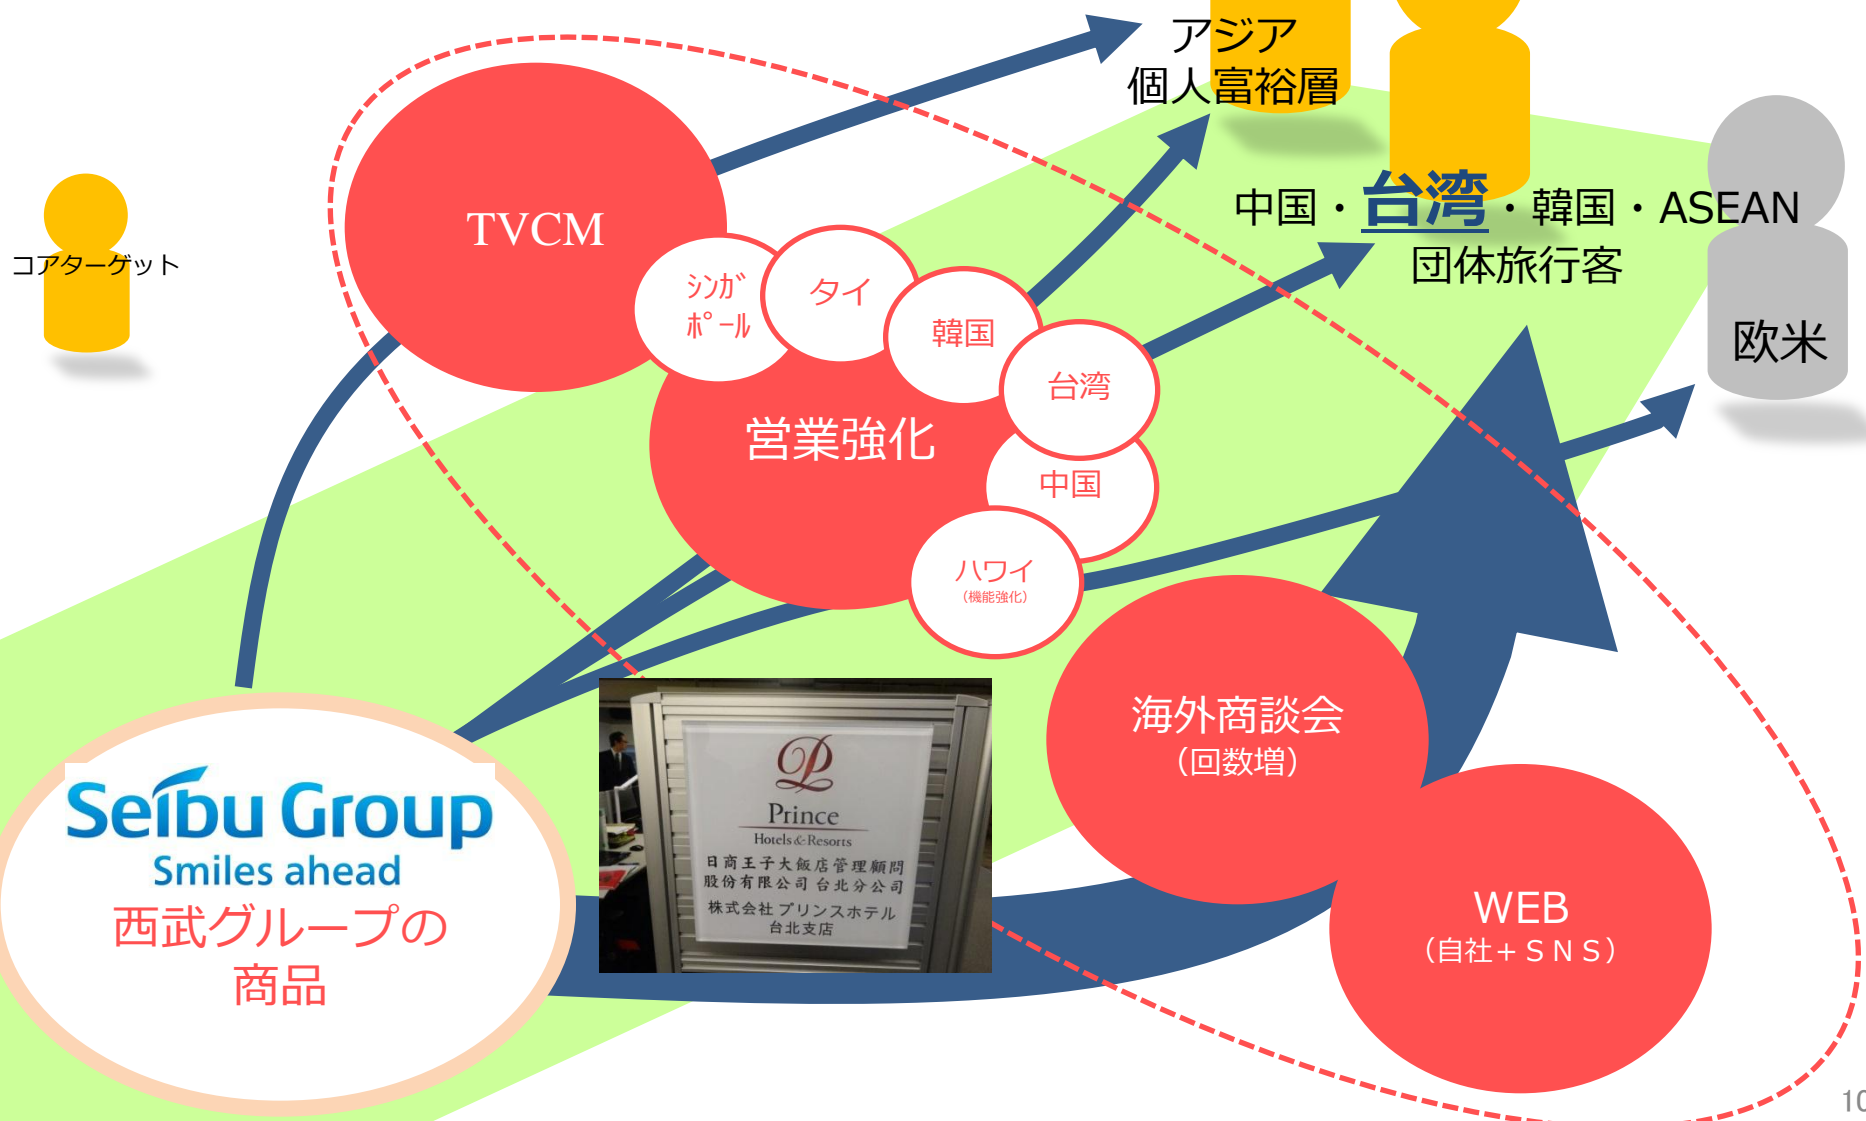 アジア
個人富裕層
中国・台湾・韓国・ASEAN
団体旅行客
欧米
コアターゲット
TVCM
シンガ
ポール
タイ
韓国
台湾
中国
ハワイ
（機能強化）
営業強化
海外商談会
（回数増）
WEB
（自社＋ＳＮＳ）
Seibu Group
Smiles ahead
西武グループの
商品
Prince
Hotels & Resorts
日商王子大飯店管理顧問
股份有限公司台北分公司
株式会社プリンスホテル
台北支店
10